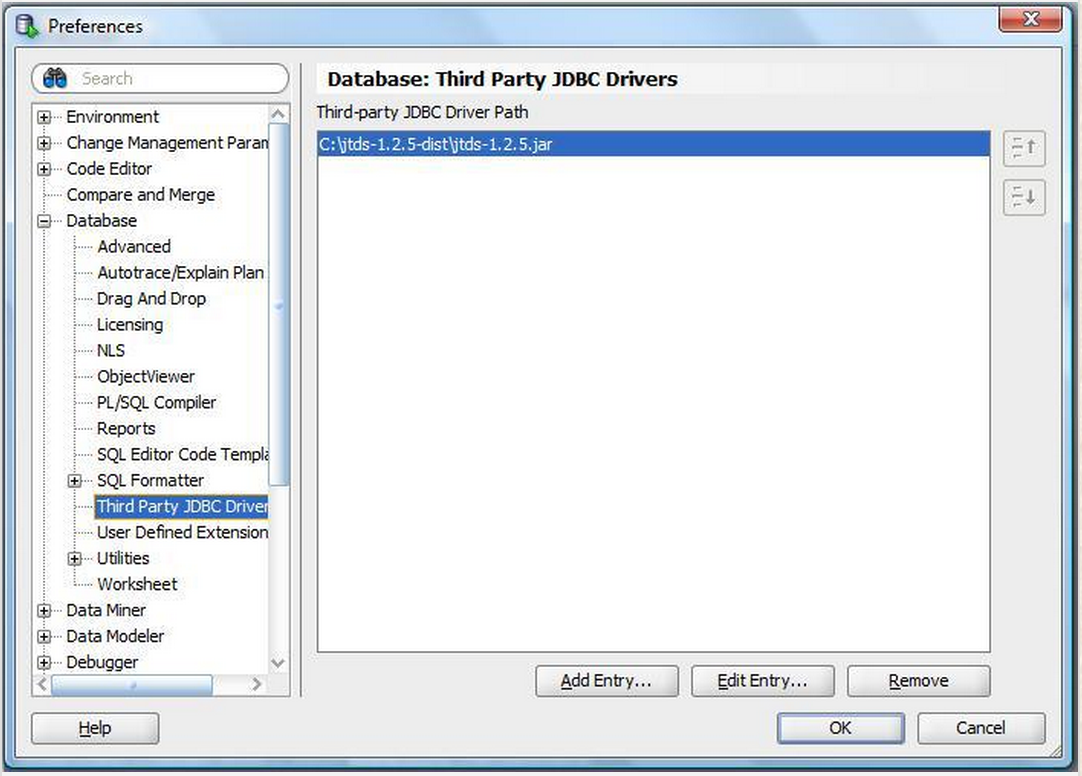 Preferences
Search
Environment
Change Management Param
Code Editor
Compare and Merge
Database
Advanced
Autotrace/Explain Plan
Drag And Drop
Licensing
NLS
ObjectViewer
PL/SQL Compiler
Reports
SQL Editor Code Templa
SQL Formatter
Third Party JDBC Driver
User Defined Extension
Utilities
Worksheet
Data Miner
Data Modeler
Debugger
Database: Third Party JDBC Drivers
Third-party JDBC Driver Path
C:\jtds-1.2.5-dist\jtds-1.2.5.jar
Add Entry... Edit Entry... Remove
Help OK Cancel